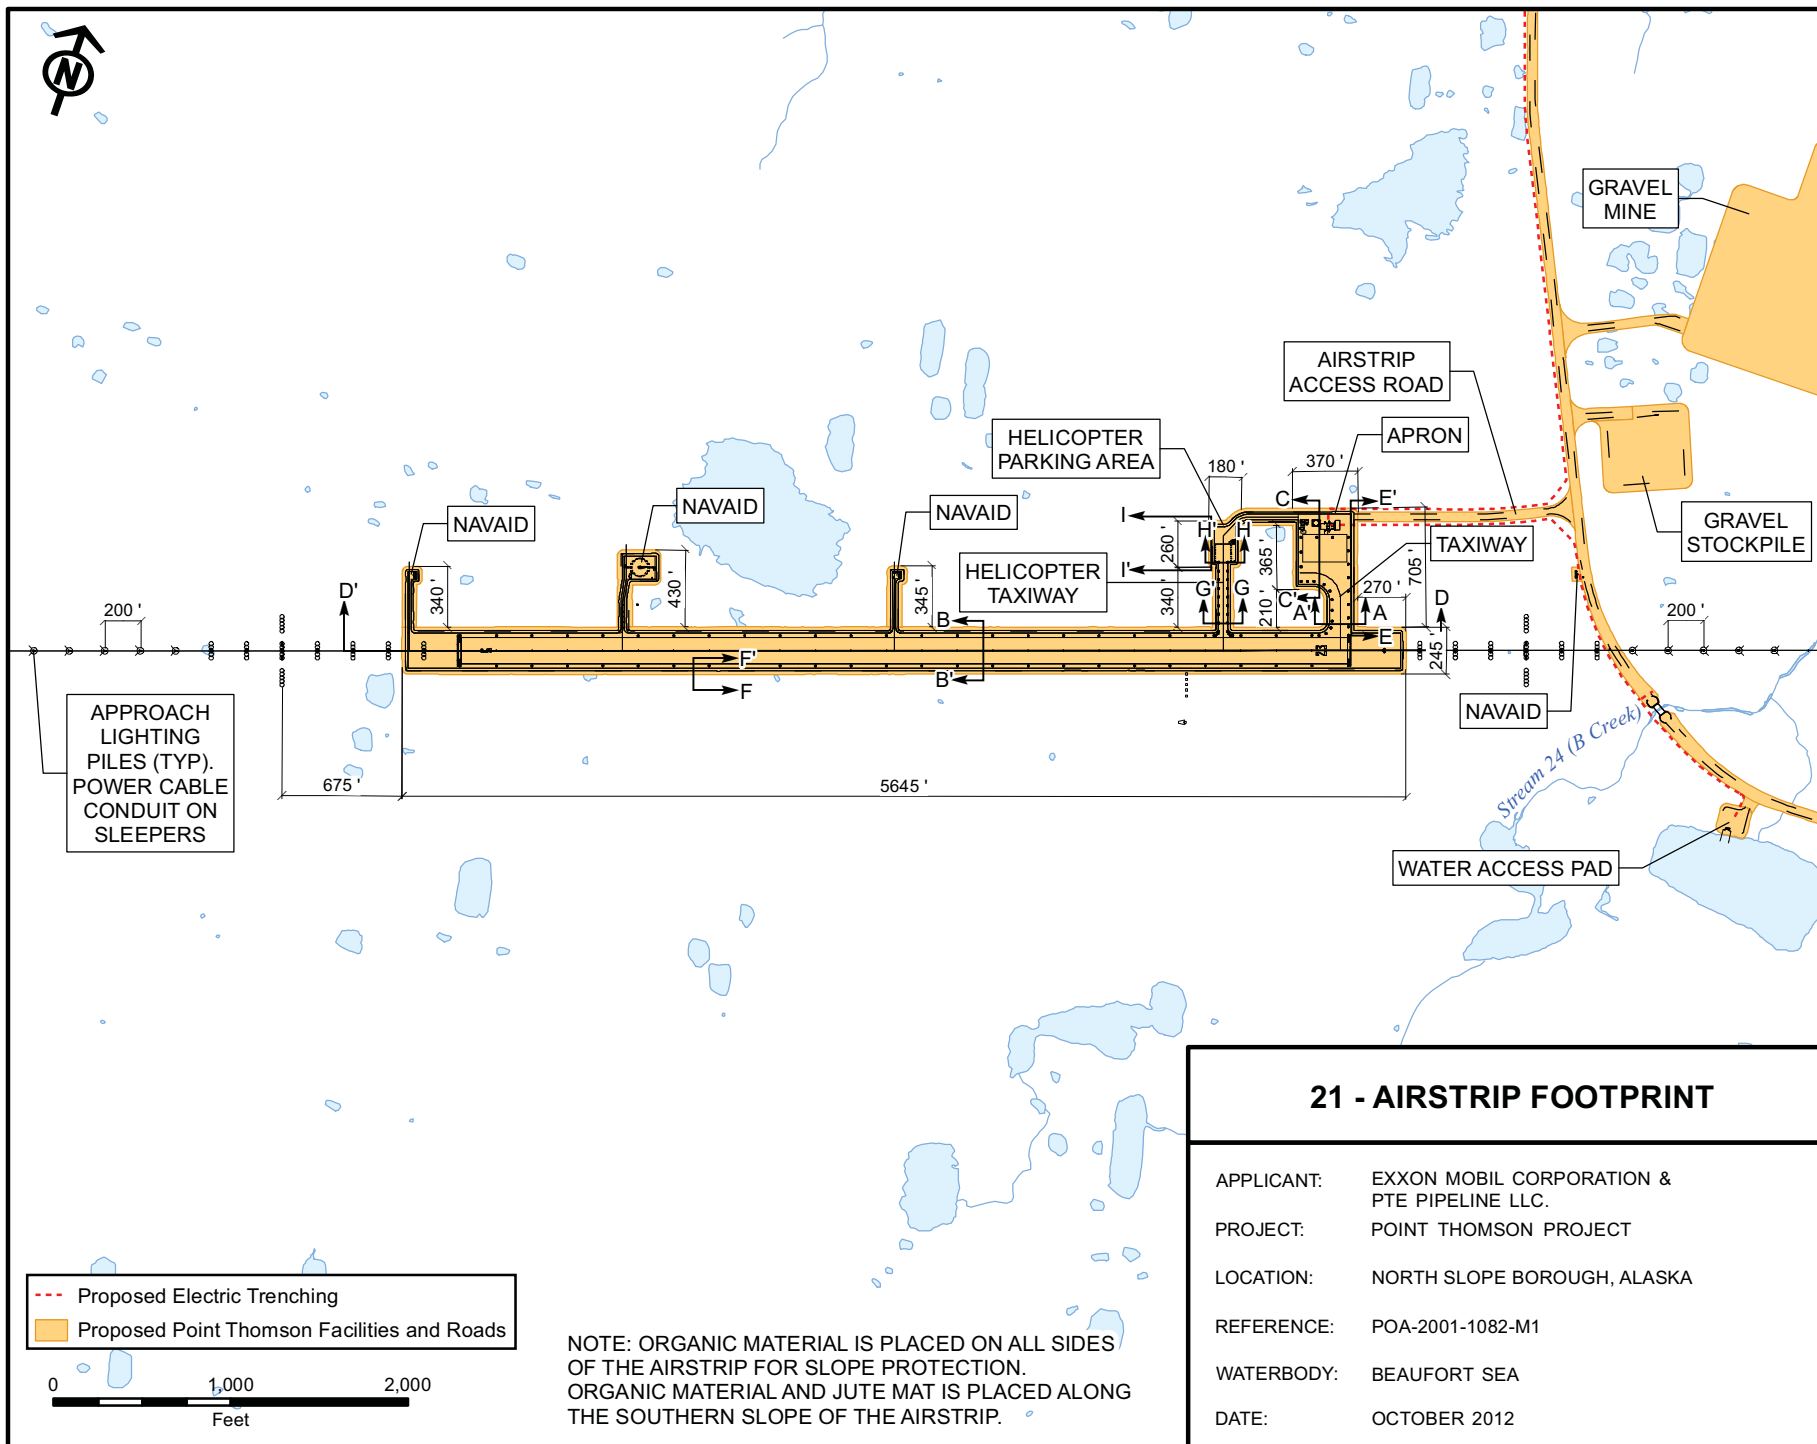 N
GRAVEL
MINE
AIRSTRIP
ACCESS ROAD
HELICOPTER
PARKING AREA
APRON
180 '
370 '
NAVAID
NAVAID
NAVAID
C
E'
I
H'
H
GRAVEL
STOCKPILE
TAXIWAY
260 '
365 '
705 '
HELICOPTER
TAXIWAY
I'
340 '
430 '
345 '
340 '
G'
G
210 '
C'
A'
A
270 '
D
D'
200 '
200 '
B
E
245 '
F'
F
B'
NAVAID
APPROACH
LIGHTING
PILES (TYP).
POWER CABLE
CONDUIT ON
SLEEPERS
675 '
5645 '
Stream 24 (B Creek)
WATER ACCESS PAD
21 - AIRSTRIP FOOTPRINT
APPLICANT: EXXON MOBIL CORPORATION &
PTE PIPELINE LLC.
PROJECT: POINT THOMSON PROJECT
LOCATION: NORTH SLOPE BOROUGH, ALASKA
REFERENCE: POA-2001-1082-M1
WATERBODY: BEAUFORT SEA
DATE: OCTOBER 2012
Proposed Electric Trenching
Proposed Point Thomson Facilities and Roads
0 1,000 2,000
Feet
NOTE: ORGANIC MATERIAL IS PLACED ON ALL SIDES
OF THE AIRSTRIP FOR SLOPE PROTECTION.
ORGANIC MATERIAL AND JUTE MAT IS PLACED ALONG
THE SOUTHERN SLOPE OF THE AIRSTRIP.